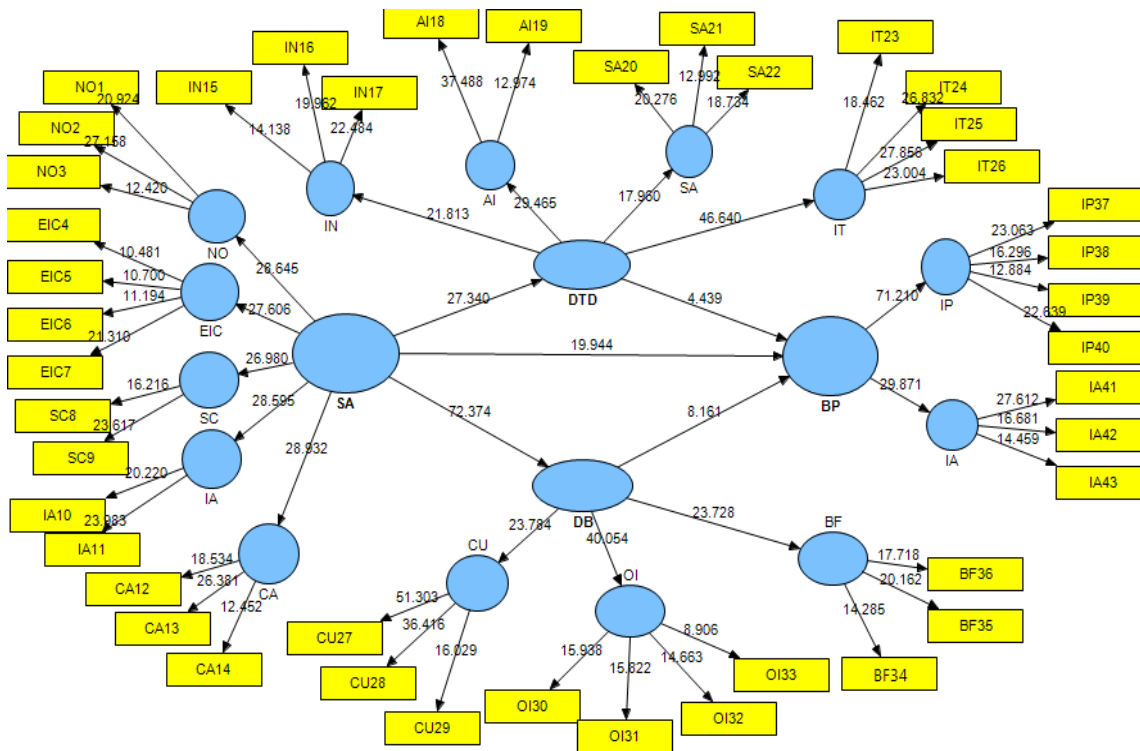 AI18
AI19
SA21
IN16
IT23
SA20
SA22
NO1
IN15
IN17
IT24
37.488
12.974
12.992
20.924
19.962
20.276
18.734
18.462
26.832
NO2
14.138
22.484
IT25
27.158
27.858
NO3
12.420
AI
SA
23.004
IT26
IN
29.465
17.980
IT
21.813
46.640
IP37
EIC4
NO
23.063
10.481
28.645
16.296
IP38
EIC5
10.700
27.340
DTD
12.884
11.194
4.439
71.210
IP
IP39
EIC6
27.606
22.639
21.310
EIC
IP40
EIC7
26.980
19.944
16.216
SA
BP
29.871
IA41
SC8
SC
28.595
72.374
8.161
27.612
23.617
16.681
IA42
SC9
28.932
14.459
IA
20.220
IA
IA43
IA10
23.983
DB
23.728
IA11
23.784
40.054
BF
CU
18.534
17.718
CA12
26.381
CA
OI
BF36
12.452
51.303
20.162
CA13
36.416
8.906
14.285
BF35
CU27
16.029
15.938
15.822
14.663
CA14
OI33
BF34
CU28
OI30
OI32
CU29
OI31